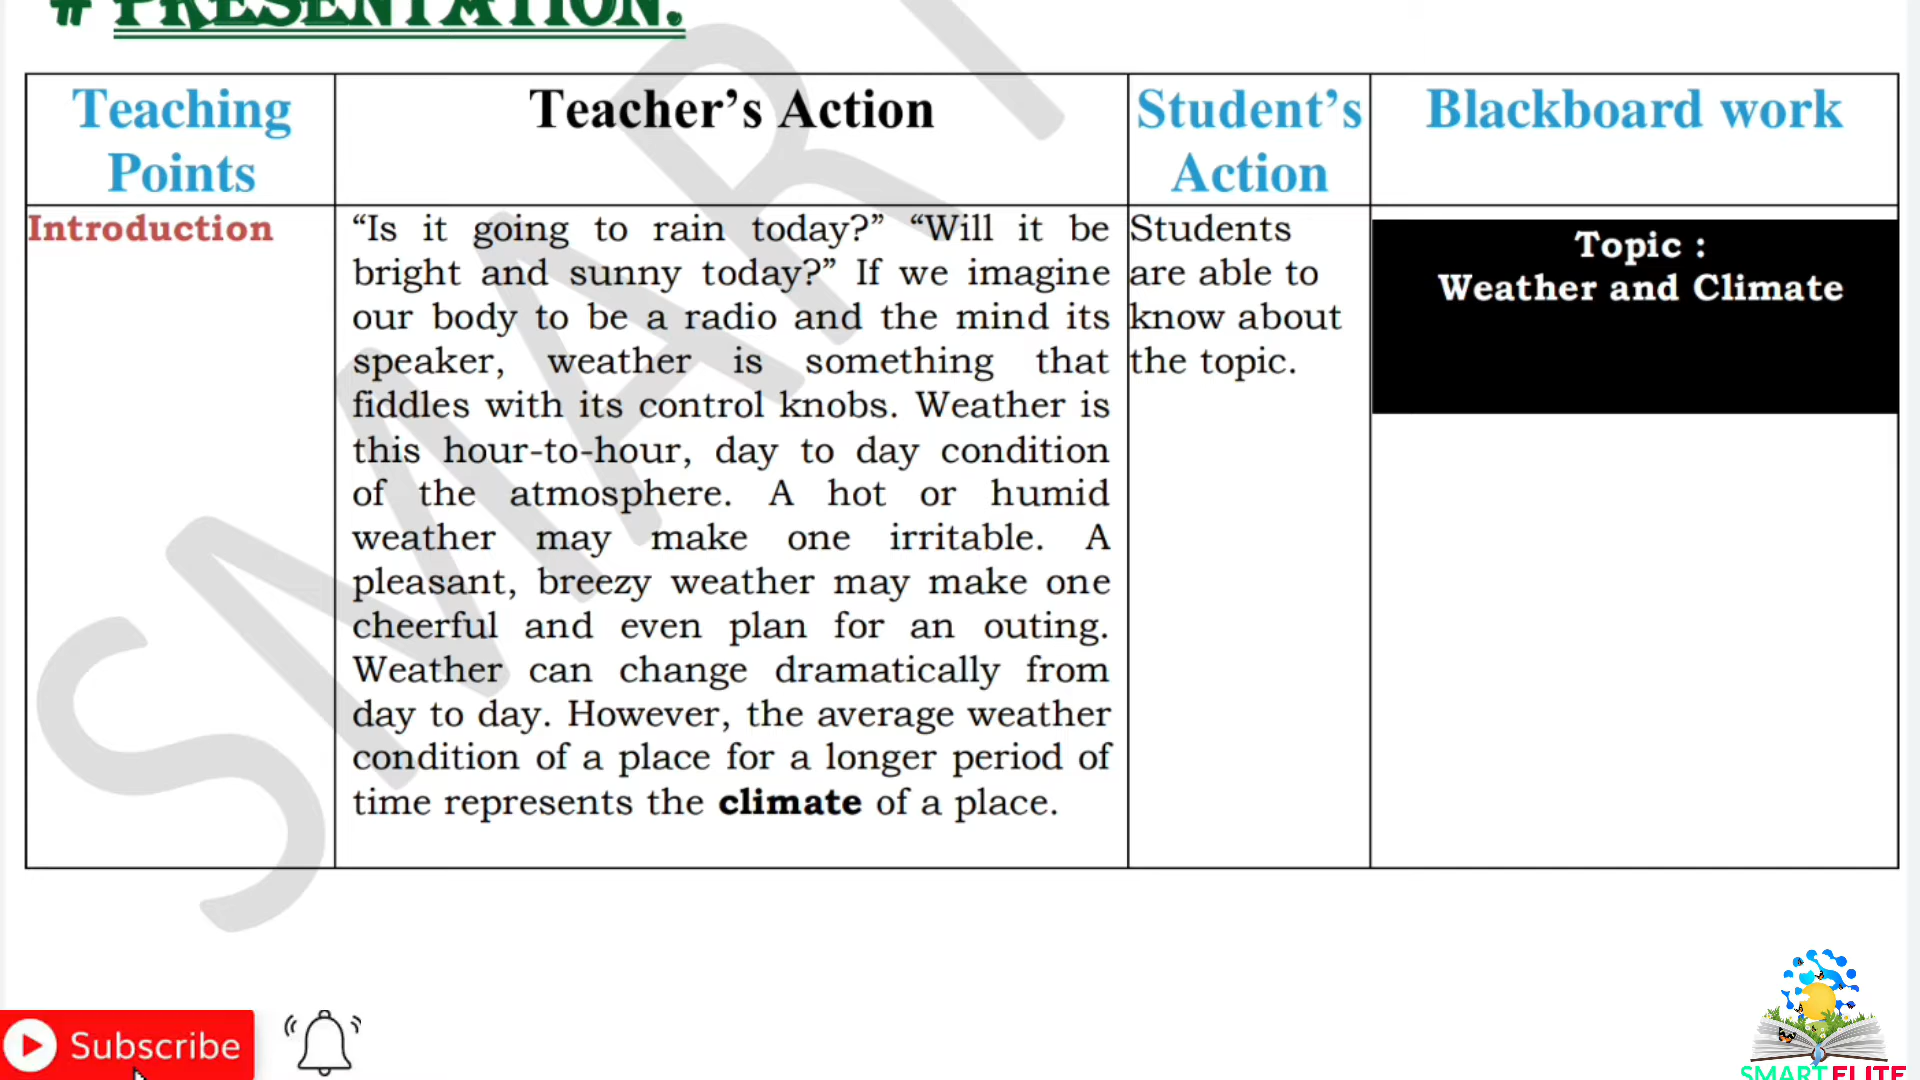 # PRESENTATION:
Teaching Points
Teacher’s Action
Student’s Action
Blackboard work
Introduction
“Is it going to rain today?” “Will it be
bright and sunny today?” If we imagine
our body to be a radio and the mind its
speaker, weather is something that
fiddles with its control knobs. Weather is
this hour-to-hour, day to day condition
of the atmosphere. A hot or humid
weather may make one irritable. A
pleasant, breezy weather may make one
cheerful and even plan for an outing.
Weather can change dramatically from
day to day. However, the average weather
condition of a place for a longer period of
time represents the climate of a place.
Students
are able to
know about
the topic.
Topic :
Weather and Climate
SMART
Subscribe
SMART ELITE